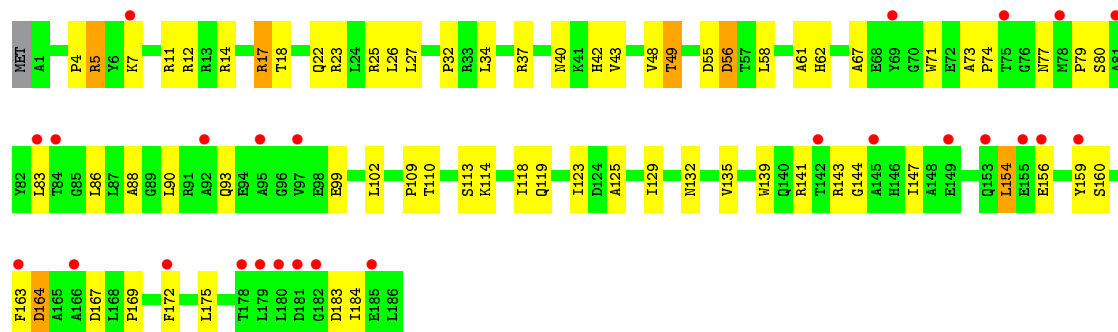 MET A1 P4 R5 Y6 K7 R11 R12 R13 R14 R17 T18 Q22 R23 L24 R25 L26 L27 P32 R33 L34 R37 N40 K41 H42 V43 V48 T49 D55 D56 T57 L58 A61 H62 A67 E68 Y69 G70 W71 E72 A73 P74 T75 G76 N77 M78 P79 S80 A81
Y82 L83 T84 G85 L86 L87 A88 G89 L90 R91 A92 Q93 E94 A95 G96 V97 E98 E99 L102 P109 T110 S113 K114 I118 Q119 I123 D124 A125 I129 N132 V135 W139 Q140 R141 T142 R143 G144 A145 H146 I147 A148 E149 Q153 L154 E155 E156 Y159 S160
F163 D164 A165 A166 D167 L168 P169 F172 L175 T178 L179 L180 D181 G182 D183 I184 E185 L186